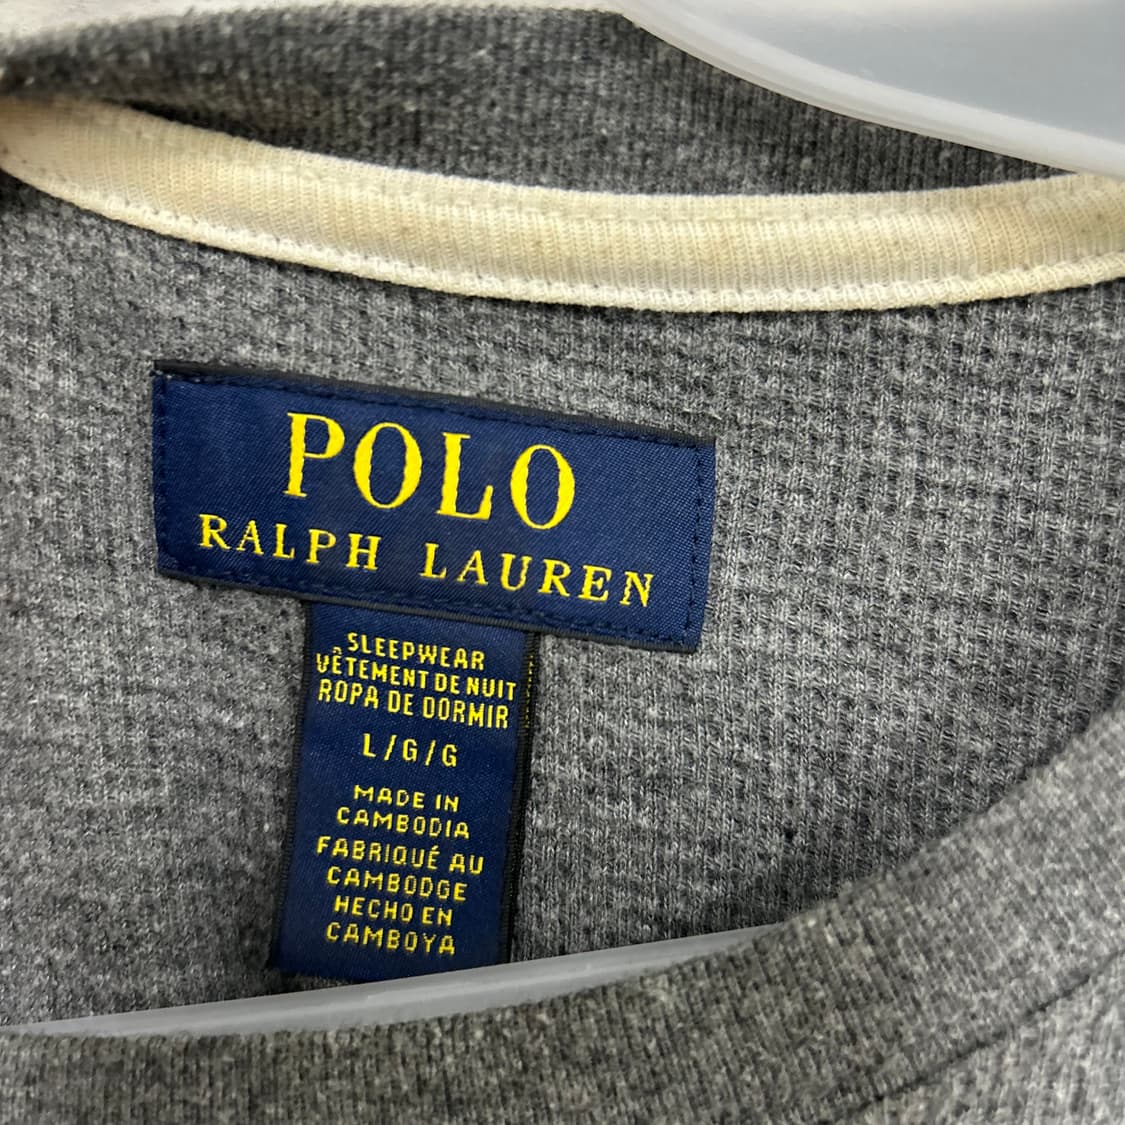 POLO
RALPH LAUREN
SLEEPWEAR
VÊTEMENT DE NUIT
ROPA DE DORMIR
L/G/G
MADE IN
CAMBODIA
FABRIQUÉ AU
CAMBODGE
HECHO EN
CAMBOYA